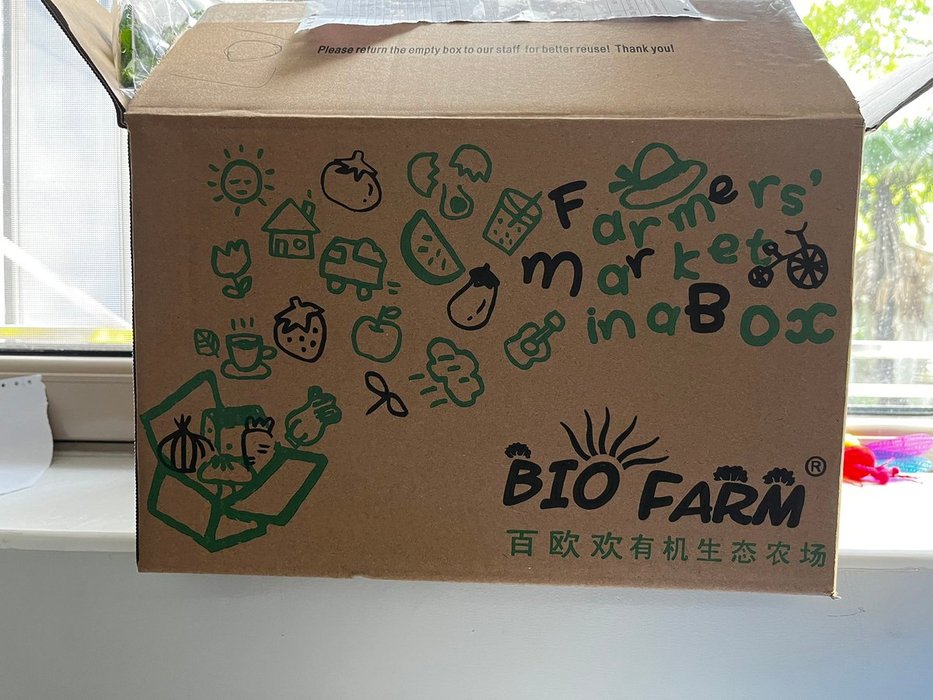 Please return the empty box to our staff for better reuse! Thank you!
Farmers'
market
in a Box
BIO FARM®
百欧欢有机生态农场